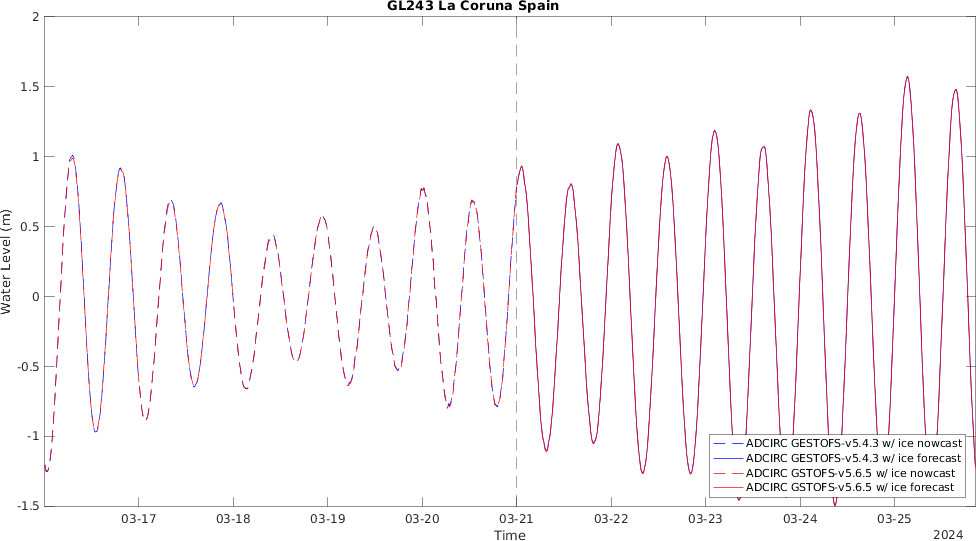 GL243 La Coruna Spain
2
1.5
1
0.5
0
-0.5
-1
-1.5
Water Level (m)
ADCIRC GESTOFS-v5.4.3 w/ ice nowcast
ADCIRC GESTOFS-v5.4.3 w/ ice forecast
ADCIRC GSTOFS-v5.6.5 w/ ice nowcast
ADCIRC GSTOFS-v5.6.5 w/ ice forecast
03-17 03-18 03-19 03-20 03-21 03-22 03-23 03-24 03-25
Time
2024